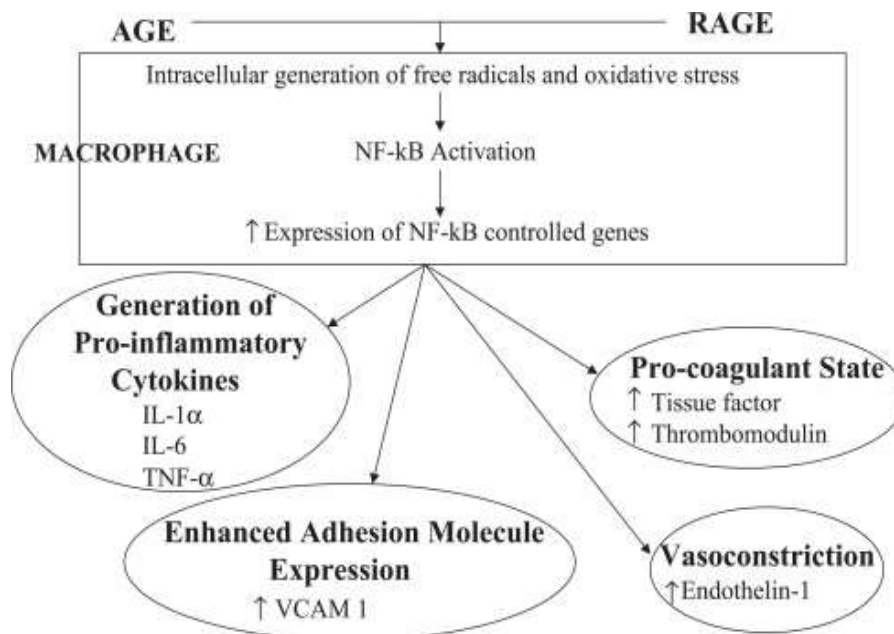 AGE
RAGE
Intracellular generation of free radicals and oxidative stress
MACROPHAGE
NF-kB Activation
↑ Expression of NF-kB controlled genes
Generation of
Pro-inflammatory
Cytokines
IL-1α
IL-6
TNF-α
Pro-coagulant State
↑ Tissue factor
↑ Thrombomodulin
Enhanced Adhesion Molecule
Expression
↑ VCAM 1
Vasoconstriction
↑Endothelin-1